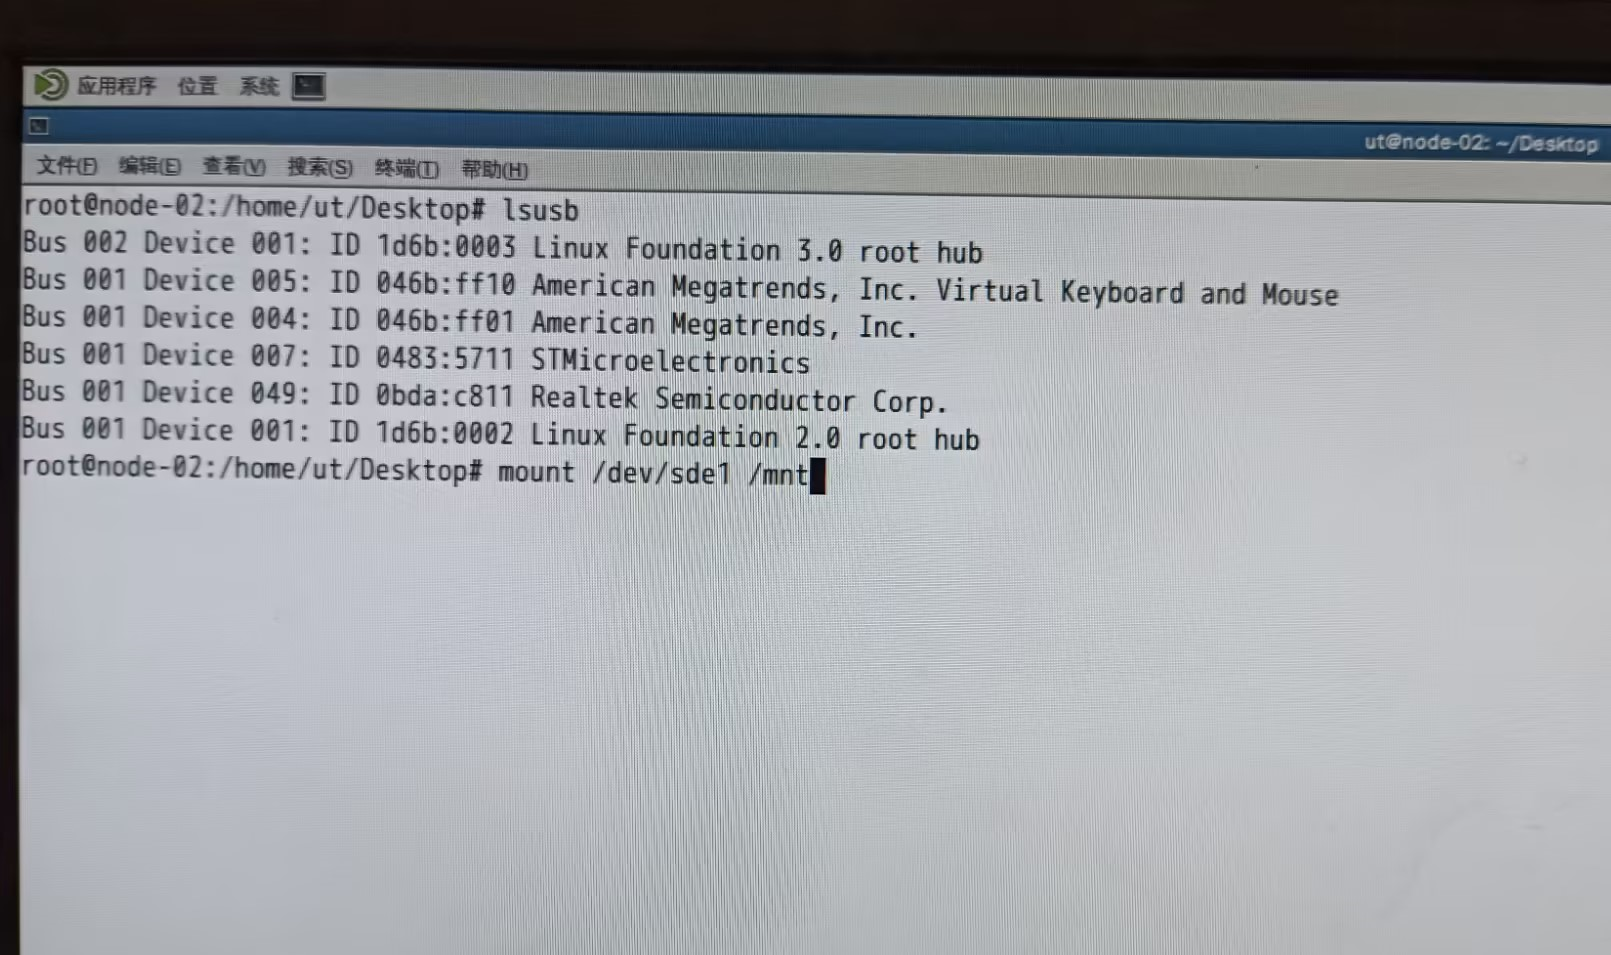 应用程序 位置 系统
ut@node-02: ~/Desktop
文件(F) 编辑(E) 查看(V) 搜索(S) 终端(T) 帮助(H)
root@node-02:/home/ut/Desktop# lsusb
Bus 002 Device 001: ID 1d6b:0003 Linux Foundation 3.0 root hub
Bus 001 Device 005: ID 046b:ff10 American Megatrends, Inc. Virtual Keyboard and Mouse
Bus 001 Device 004: ID 046b:ff01 American Megatrends, Inc.
Bus 001 Device 007: ID 0483:5711 STMicroelectronics
Bus 001 Device 049: ID 0bda:c811 Realtek Semiconductor Corp.
Bus 001 Device 001: ID 1d6b:0002 Linux Foundation 2.0 root hub
root@node-02:/home/ut/Desktop# mount /dev/sde1 /mnt